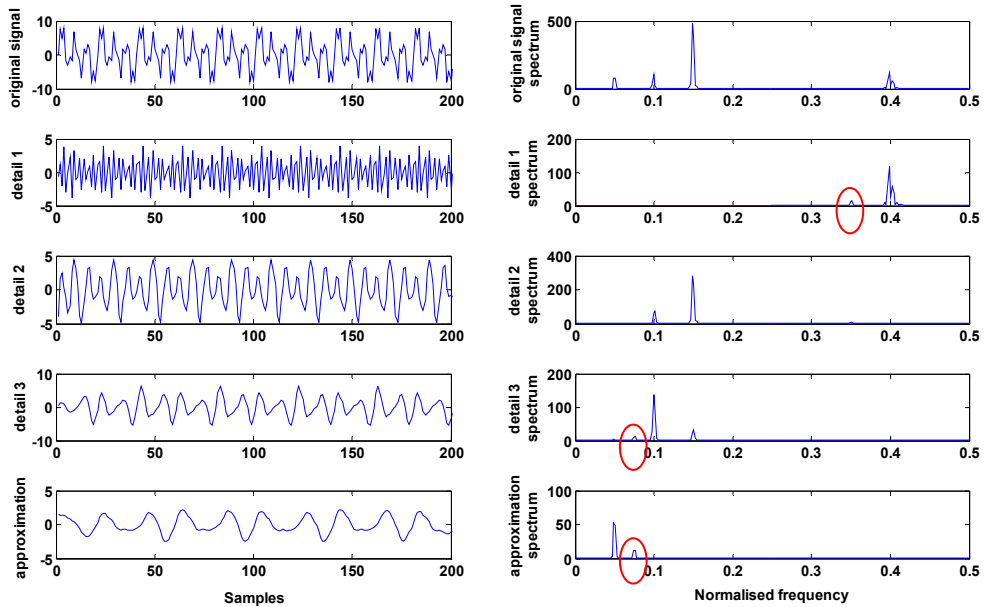 original signal
10
0
-10
0 50 100 150 200
original signal
spectrum
500
0
0 0.1 0.2 0.3 0.4 0.5
detail 1
5
0
-5
0 50 100 150 200
detail 1
spectrum
200
100
0
0 0.1 0.2 0.3 0.4 0.5
detail 2
5
0
-5
0 50 100 150 200
detail 2
spectrum
400
200
0
0 0.1 0.2 0.3 0.4 0.5
detail 3
10
0
-10
0 50 100 150 200
detail 3
spectrum
200
100
0
0 0.1 0.2 0.3 0.4 0.5
approximation
5
0
-5
0 50 100 150 200
Samples
approximation
spectrum
100
50
0
0 0.1 0.2 0.3 0.4 0.5
Normalised frequency